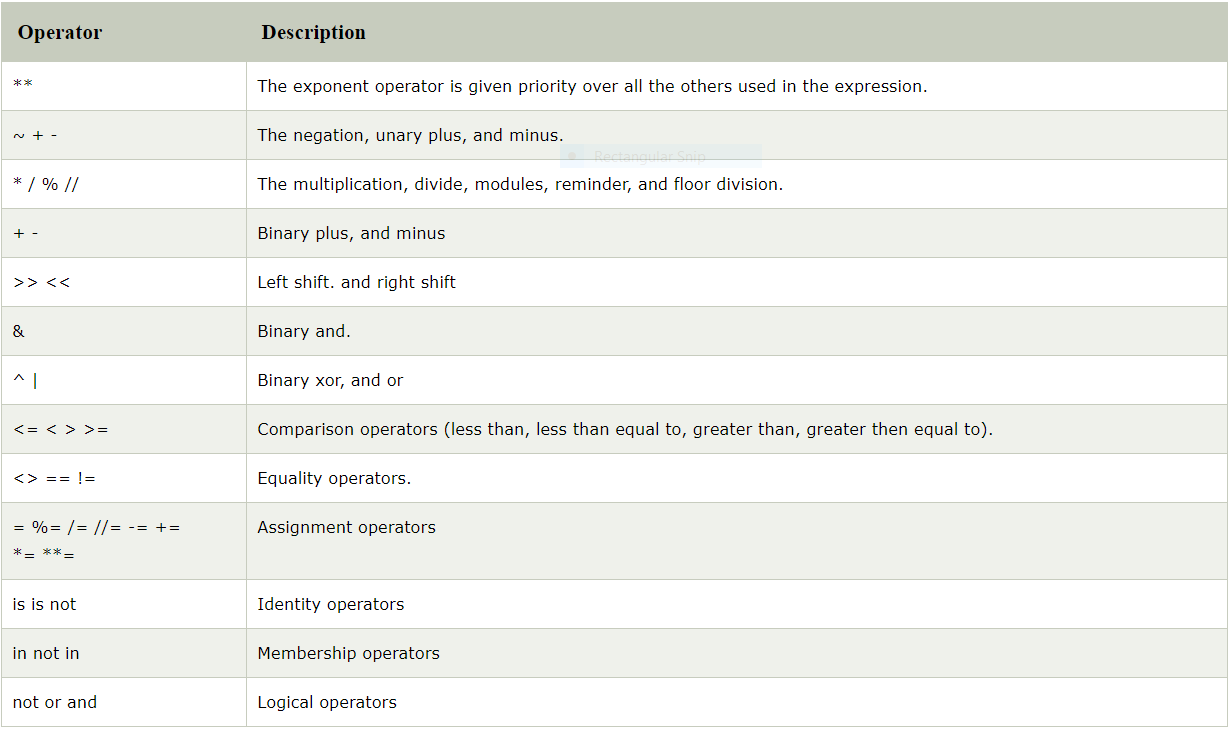 Operator Description
** The exponent operator is given priority over all the others used in the expression.
~ + - The negation, unary plus, and minus.
Rectangular Snip
* / % // The multiplication, divide, modules, reminder, and floor division.
+ - Binary plus, and minus
>> << Left shift. and right shift
& Binary and.
^ | Binary xor, and or
<= < > >= Comparison operators (less than, less than equal to, greater than, greater then equal to).
<> == != Equality operators.
= %= /= //= -= += Assignment operators
*= **=
is is not Identity operators
in not in Membership operators
not or and Logical operators